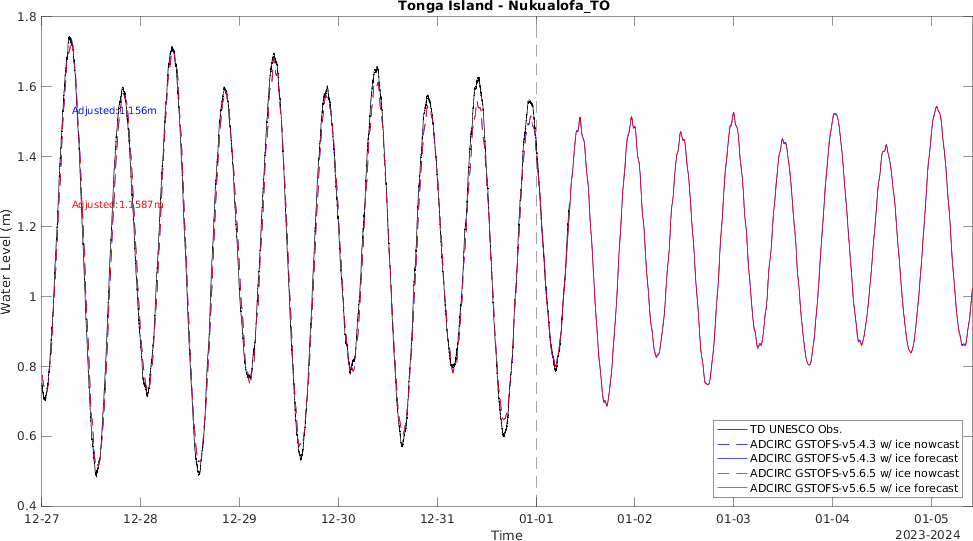 Tonga Island - Nukualofa_TO
1.8
1.6
1.4
1.2
1
0.8
0.6
0.4
Water Level (m)
Adjusted:1.156m
Adjusted:1.1587m
TD UNESCO Obs.
ADCIRC GSTOFS-v5.4.3 w/ ice nowcast
ADCIRC GSTOFS-v5.4.3 w/ ice forecast
ADCIRC GSTOFS-v5.6.5 w/ ice nowcast
ADCIRC GSTOFS-v5.6.5 w/ ice forecast
12-27 12-28 12-29 12-30 12-31 01-01 01-02 01-03 01-04 01-05
Time
2023-2024